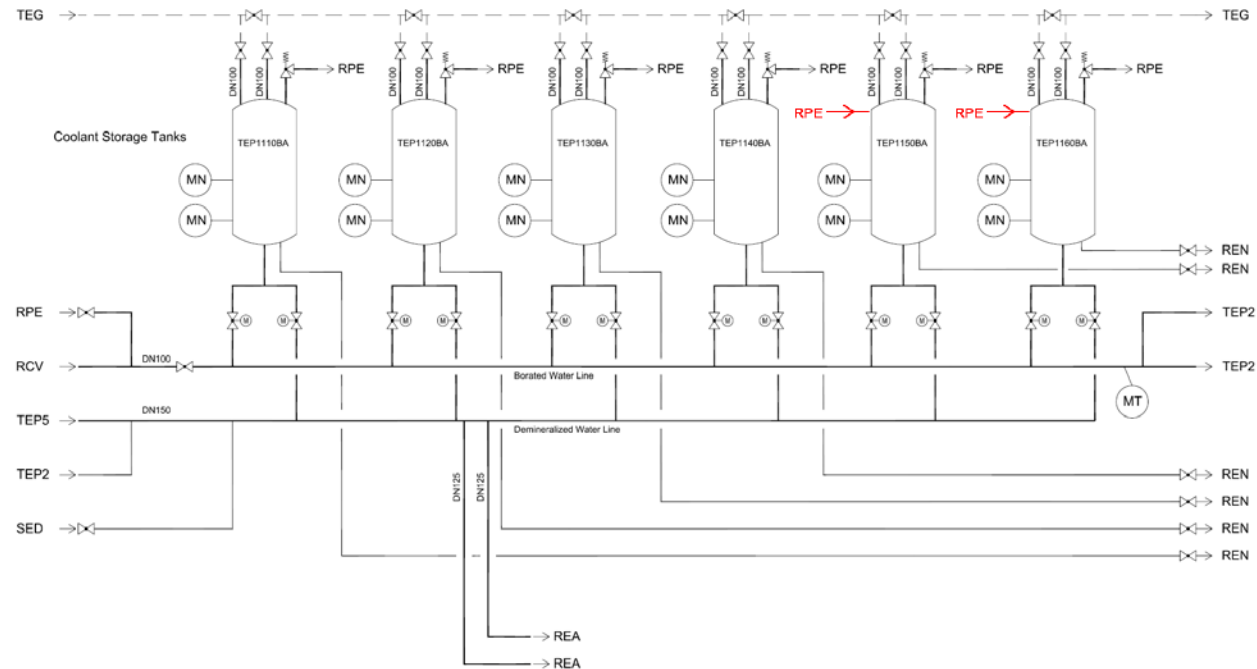 TEG TEG
DN100 DN100 DN100 DN100 DN100 DN100 DN100 DN100 DN100 DN100 DN100 DN100
RPE RPE RPE RPE RPE RPE
RPE RPE
Coolant Storage Tanks
TEP1110BA TEP1120BA TEP1130BA TEP1140BA TEP1150BA TEP1160BA
MN MN MN MN MN MN
MN MN MN MN MN MN
REN
REN
RPE TEP2
M M M M M M M M M M M M
RCV DN100 TEP2
Borated Water Line
MT
TEP5 DN150
Demineralized Water Line
TEP2 REN
DN125 DN125
REN
SED REN
REN
REA
REA